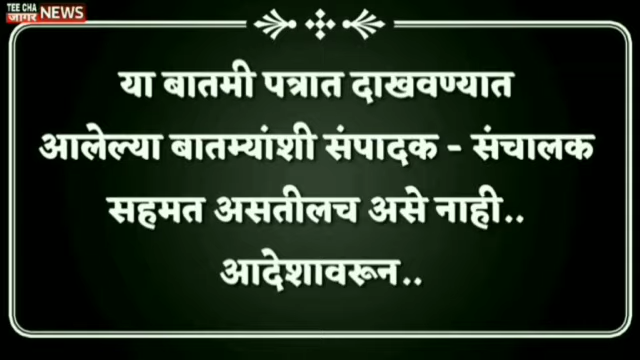 TEE CHA
जागर NEWS
या बातमी पत्रात दाखवण्यात
आलेल्या बातम्यांशी संपादक - संचालक
सहमत असतीलच असे नाही..
आदेशावरून..